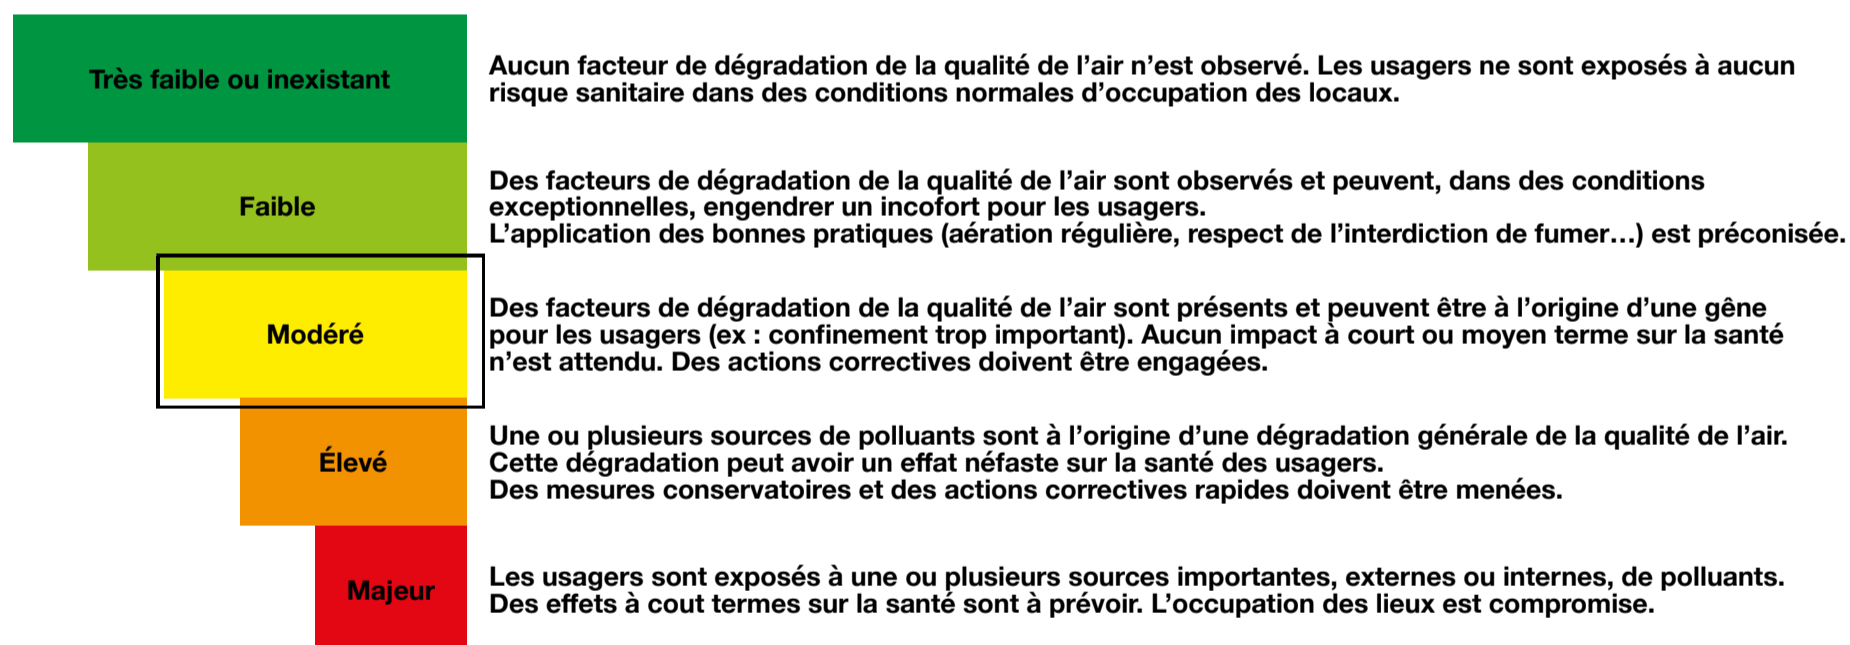 Très faible ou inexistant
Aucun facteur de dégradation de la qualité de l’air n’est observé. Les usagers ne sont exposés à aucun
risque sanitaire dans des conditions normales d’occupation des locaux.
Faible
Des facteurs de dégradation de la qualité de l’air sont observés et peuvent, dans des conditions
exceptionnelles, engendrer un incofort pour les usagers.
L’application des bonnes pratiques (aération régulière, respect de l’interdiction de fumer…) est préconisée.
Modéré
Des facteurs de dégradation de la qualité de l’air sont présents et peuvent être à l’origine d’une gêne
pour les usagers (ex : confinement trop important). Aucun impact à court ou moyen terme sur la santé
n’est attendu. Des actions correctives doivent être engagées.
Élevé
Une ou plusieurs sources de polluants sont à l’origine d’une dégradation générale de la qualité de l’air.
Cette dégradation peut avoir un effat néfaste sur la santé des usagers.
Des mesures conservatoires et des actions correctives rapides doivent être menées.
Majeur
Les usagers sont exposés à une ou plusieurs sources importantes, externes ou internes, de polluants.
Des effets à cout termes sur la santé sont à prévoir. L’occupation des lieux est compromise.